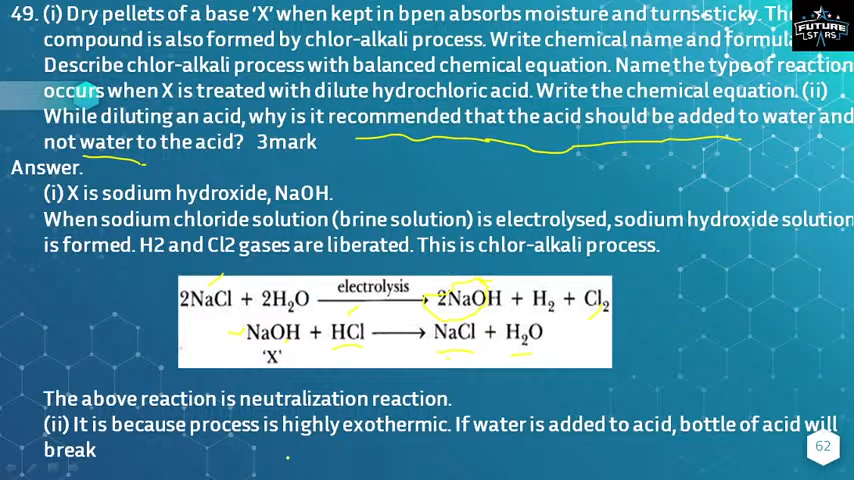 49. (i) Dry pellets of a base ‘X’ when kept in bpen absorbs moisture and turns sticky. The
compound is also formed by chlor-alkali process. Write chemical name and formula
Describe chlor-alkali process with balanced chemical equation. Name the type of reaction
occurs when X is treated with dilute hydrochloric acid. Write the chemical equation. (ii)
While diluting an acid, why is it recommended that the acid should be added to water and
not water to the acid? 3mark
Answer.
(i) X is sodium hydroxide, NaOH.
When sodium chloride solution (brine solution) is electrolysed, sodium hydroxide solution
is formed. H2 and Cl2 gases are liberated. This is chlor-alkali process.
2NaCl + 2H₂O —electrolysis→ 2NaOH + H₂ + Cl₂
NaOH + HCl ⟶ NaCl + H₂O
‘X’
The above reaction is neutralization reaction.
(ii) It is because process is highly exothermic. If water is added to acid, bottle of acid will
break
FUTURE
STARS
62